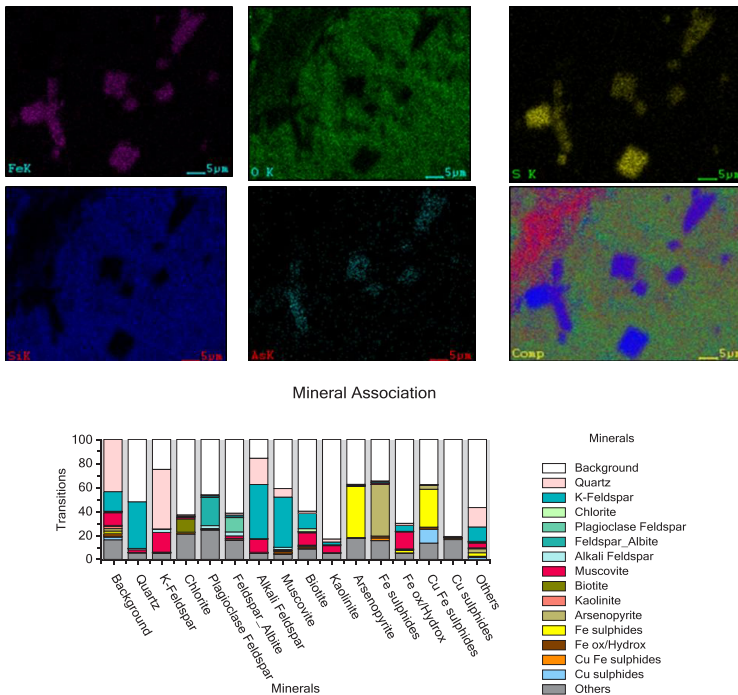 FeK 5µm
O K 5µm
S K 5µm
SiK 5µm
AsK 5µm
Comp 5µm
Mineral Association
Transitions
100
80
60
40
20
0
Background
Quartz
K-Feldspar
Chlorite
Plagioclase Feldspar
Feldspar_Albite
Alkali Feldspar
Muscovite
Biotite
Kaolinite
Arsenopyrite
Fe sulphides
Fe ox/Hydrox
Cu Fe sulphides
Cu sulphides
Others
Minerals
Minerals
Background
Quartz
K-Feldspar
Chlorite
Plagioclase Feldspar
Feldspar_Albite
Alkali Feldspar
Muscovite
Biotite
Kaolinite
Arsenopyrite
Fe sulphides
Fe ox/Hydrox
Cu Fe sulphides
Cu sulphides
Others